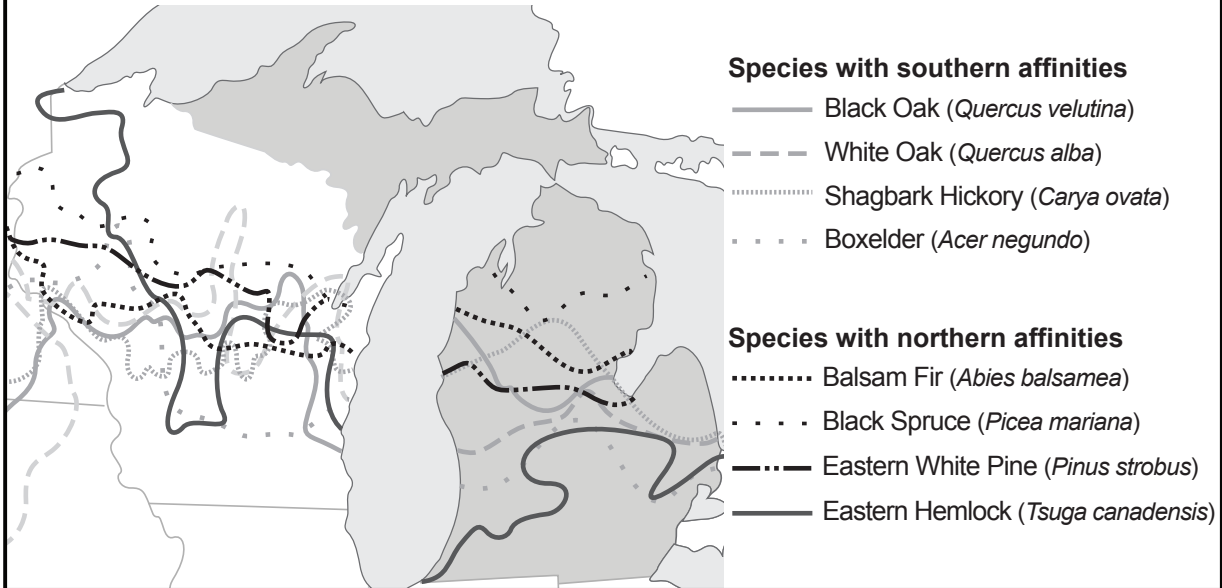 Species with southern affinities
Black Oak (Quercus velutina)
White Oak (Quercus alba)
Shagbark Hickory (Carya ovata)
Boxelder (Acer negundo)
Species with northern affinities
Balsam Fir (Abies balsamea)
Black Spruce (Picea mariana)
Eastern White Pine (Pinus strobus)
Eastern Hemlock (Tsuga canadensis)